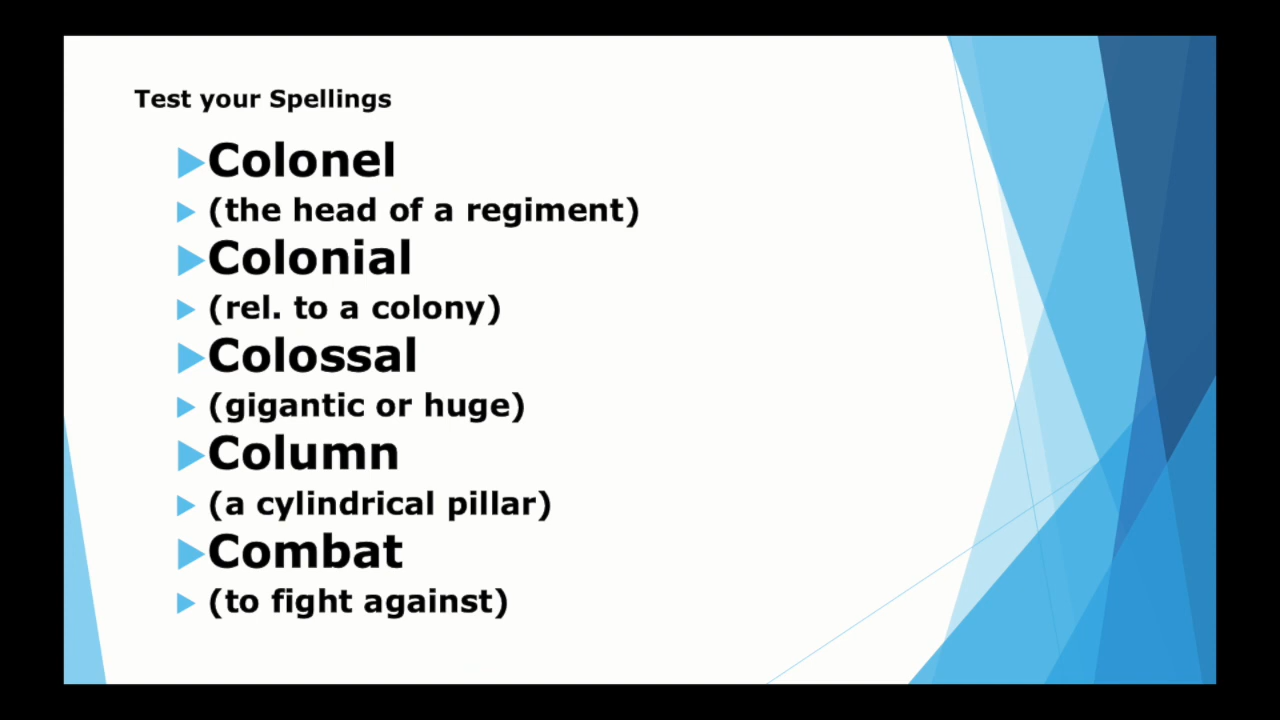 Test your Spellings
Colonel
(the head of a regiment)
Colonial
(rel. to a colony)
Colossal
(gigantic or huge)
Column
(a cylindrical pillar)
Combat
(to fight against)